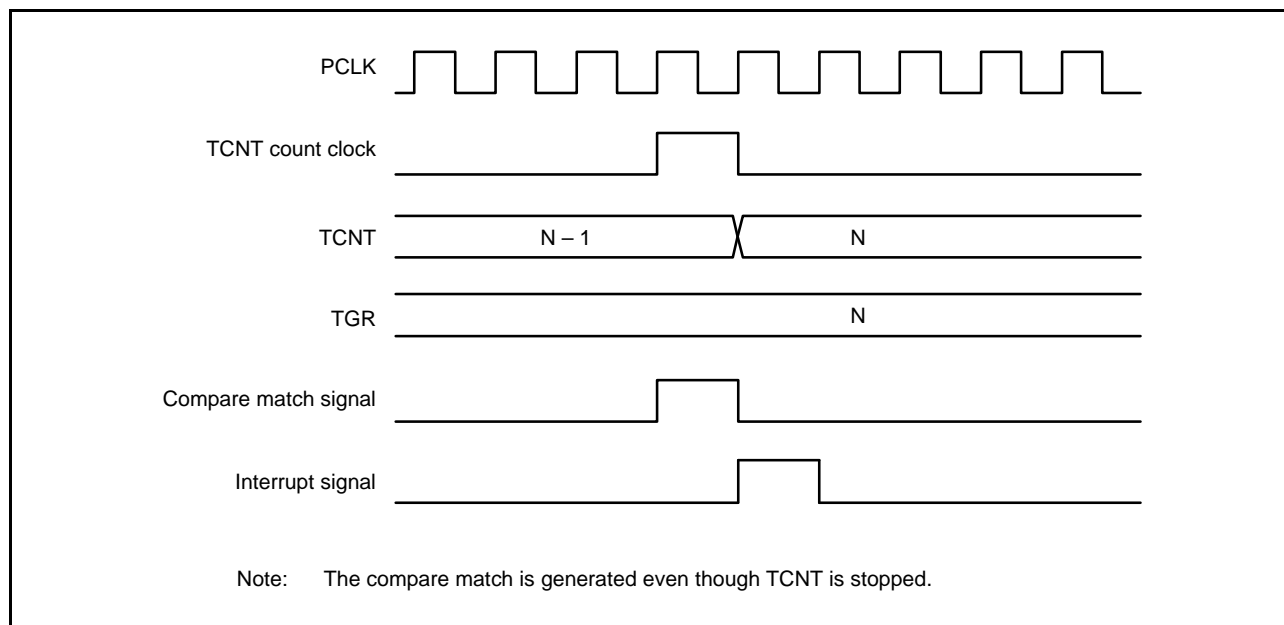 PCLK
TCNT count clock
TCNT
N – 1
N
TGR
N
Compare match signal
Interrupt signal
Note: The compare match is generated even though TCNT is stopped.